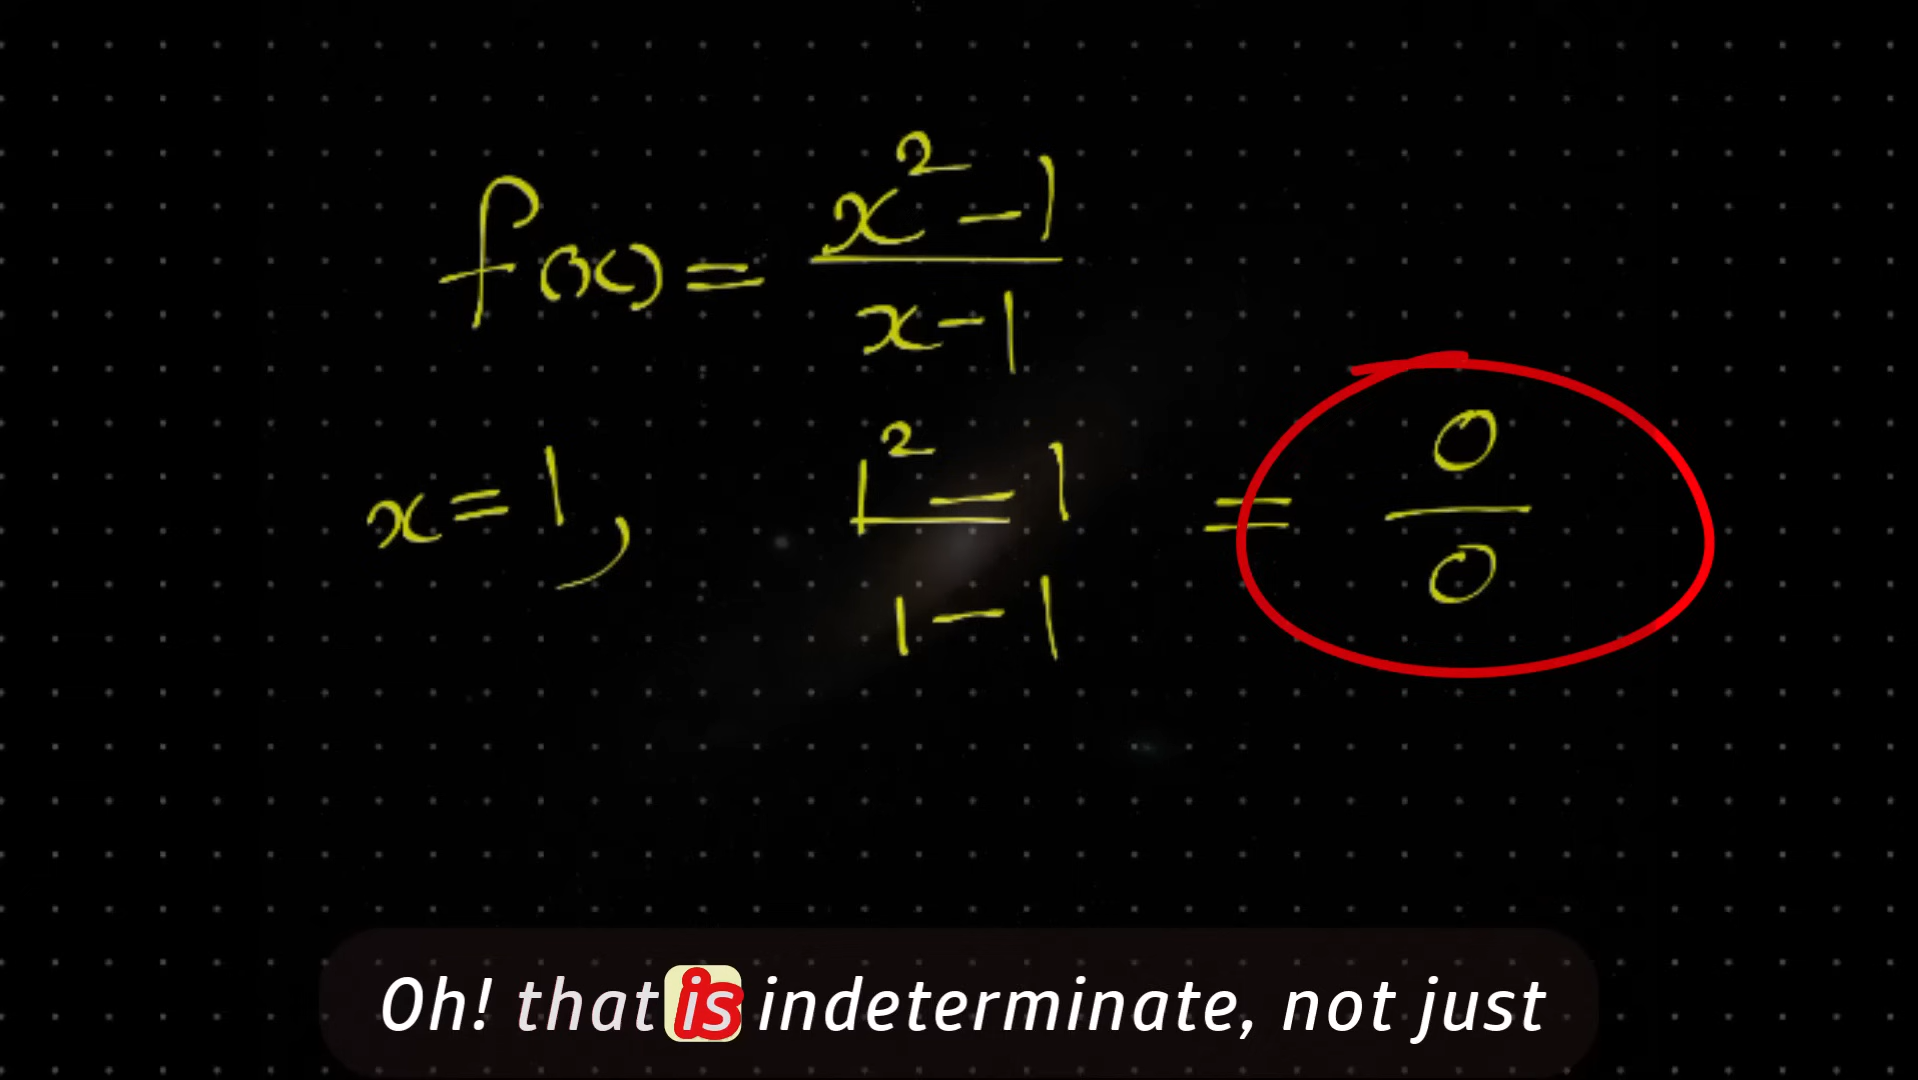 f(x) = x² - 1
x - 1
x = 1, 1² - 1 = 0
1 - 1 0
Oh! that is indeterminate, not just